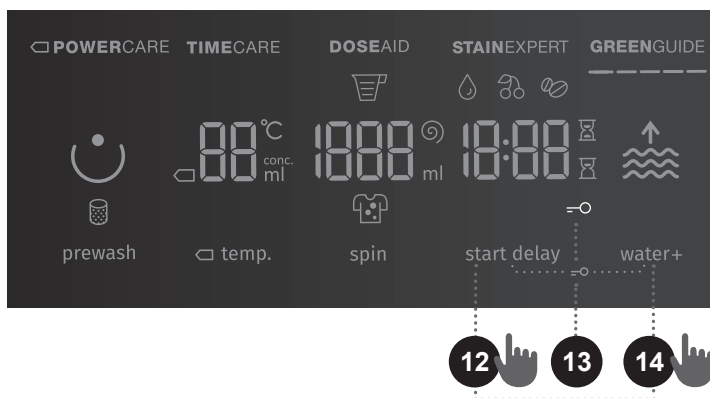 POWERCARE TIMECARE DOSEAID STAINEXPERT GREENGUIDE
88 °C 1888 18:88
conc.
ml ml
prewash temp. spin start delay water+
12 13 14